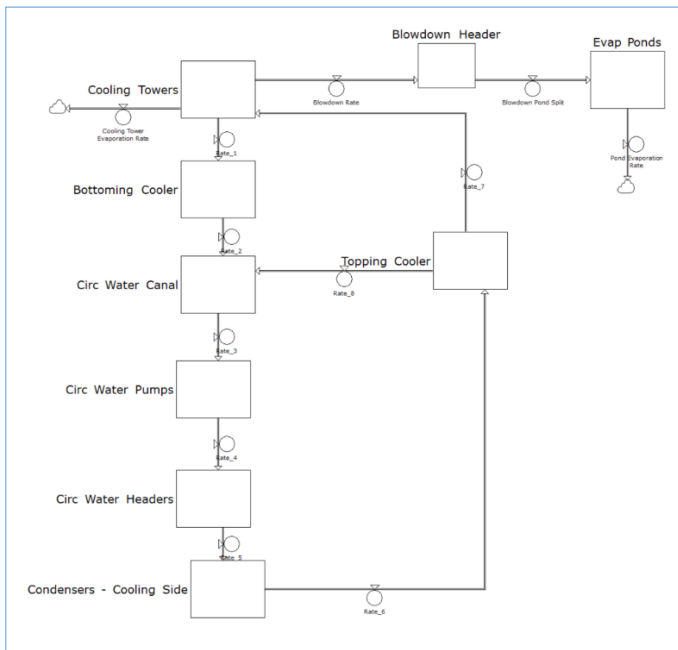 Blowdown Header
Evap Ponds
Cooling Towers
Blowdown Rate
Blowdown Pond Split
Cooling Tower
Evaporation Rate
Rate_1
Pond Evaporation
Rate
Rate_7
Bottoming Cooler
Rate_2
Topping Cooler
Circ Water Canal
Rate_8
Rate_3
Circ Water Pumps
Rate_4
Circ Water Headers
Rate_5
Condensers - Cooling Side
Rate_6